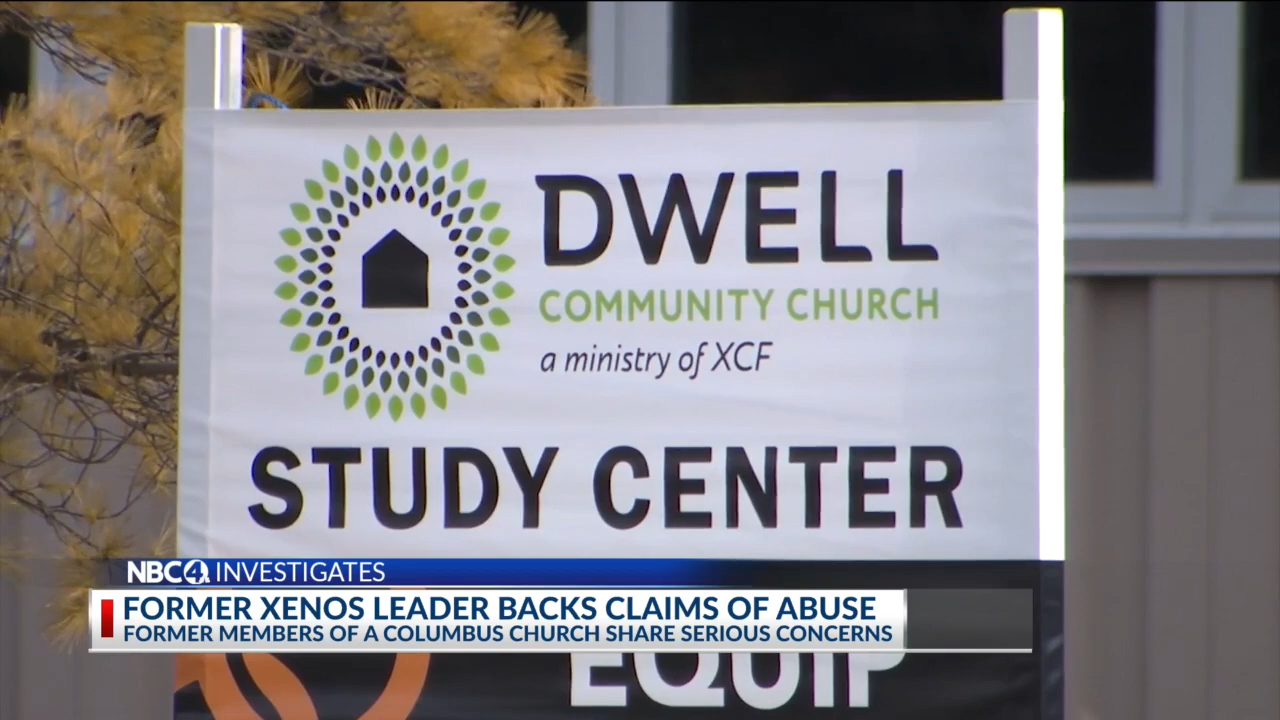 DWELL
COMMUNITY CHURCH
a ministry of XCF
STUDY CENTER
NBC4 INVESTIGATES
FORMER XENOS LEADER BACKS CLAIMS OF ABUSE
FORMER MEMBERS OF A COLUMBUS CHURCH SHARE SERIOUS CONCERNS
EQUIP